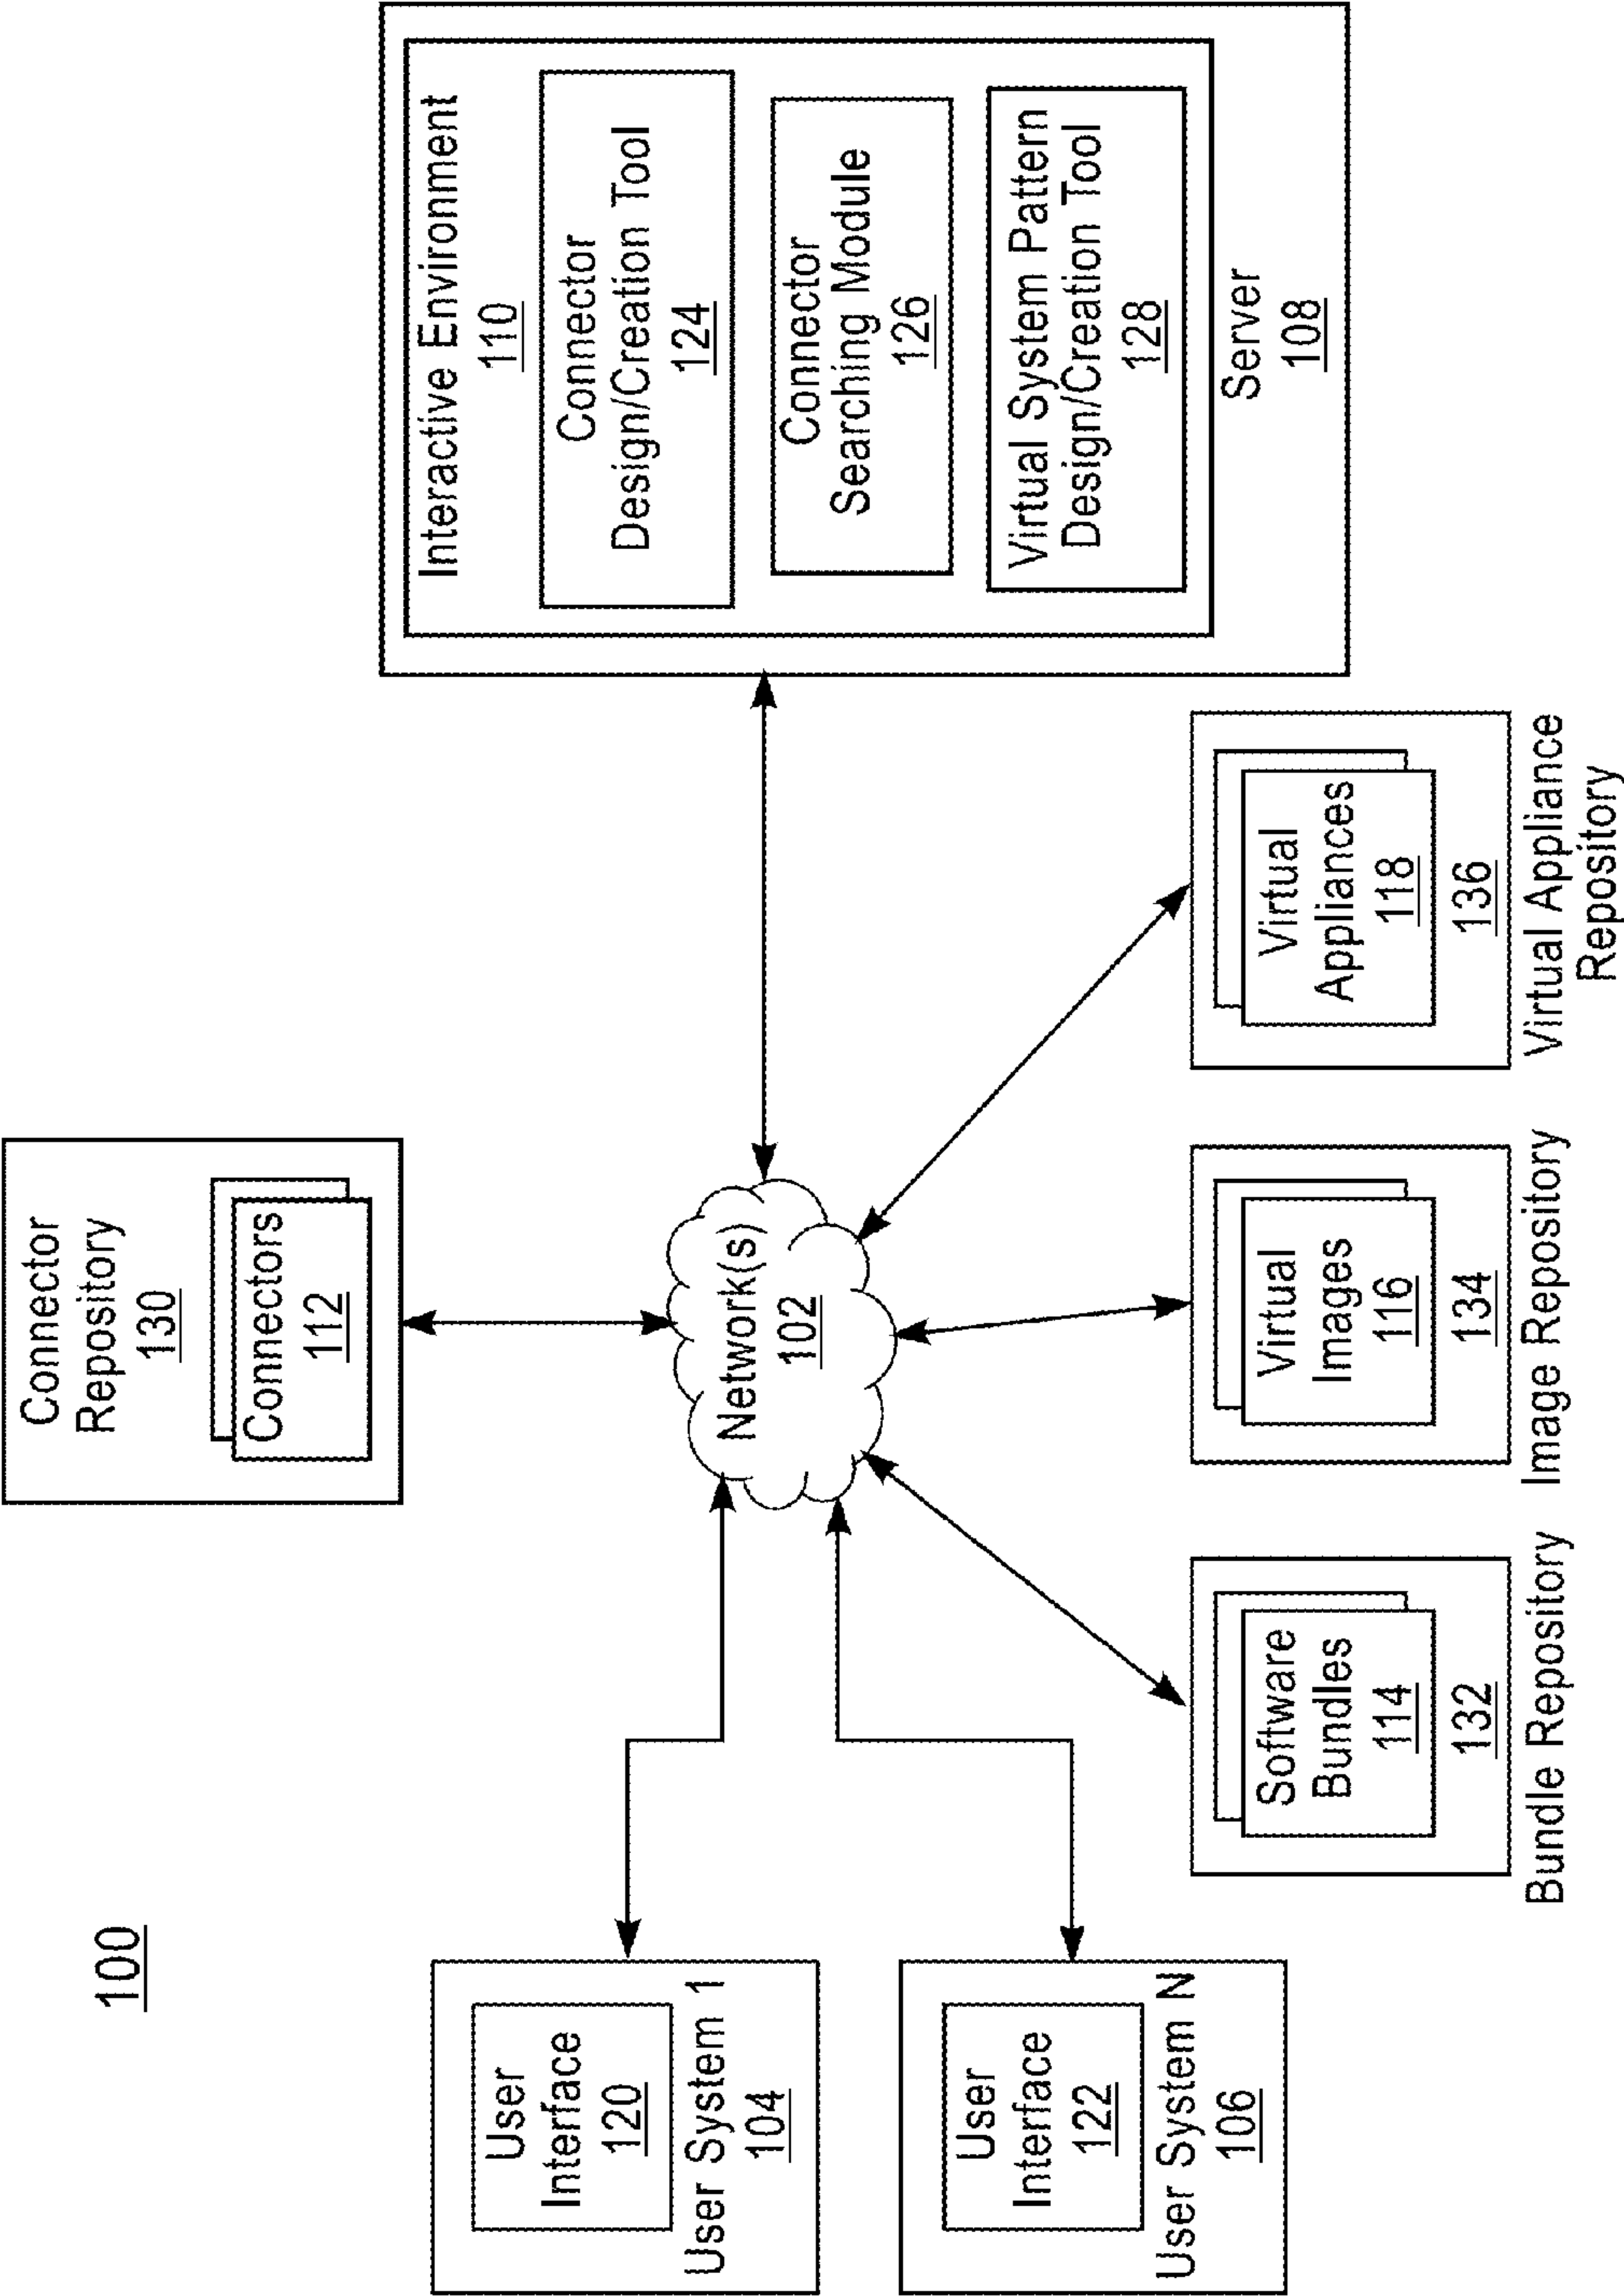 100
Connector
Repository
130
Connectors
112
Interactive Environment
110
Connector
Design/Creation Tool
124
Connector
Searching Module
126
Virtual System Pattern
Design/Creation Tool
128
Server
108
Network(s)
102
User
Interface
120
User System 1
104
User
Interface
122
User System N
106
Software
Bundles
114
132
Bundle Repository
Virtual
Images
116
134
Image Repository
Virtual
Appliances
118
136
Virtual Appliance
Repository